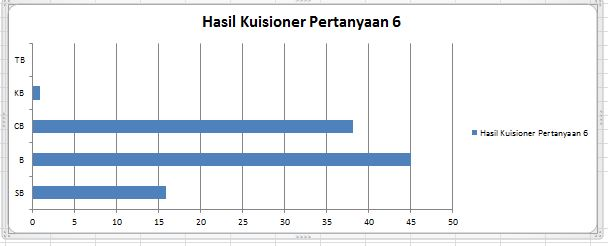 Hasil Kuisioner Pertanyaan 6
TB
KB
CB
B
SB
0 5 10 15 20 25 30 35 40 45 50
Hasil Kuisioner Pertanyaan 6